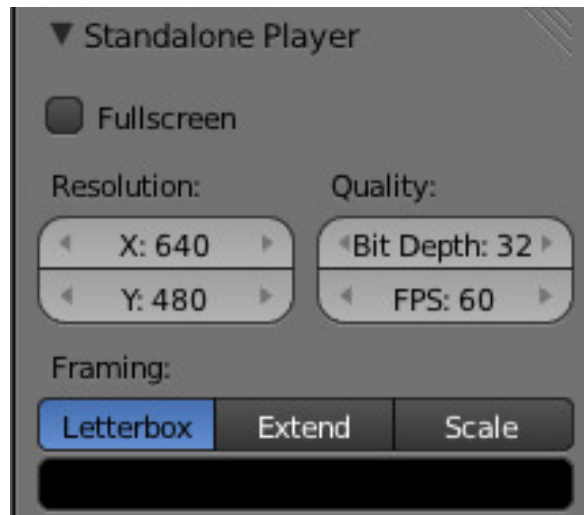 Standalone Player
Fullscreen
Resolution:
Quality:
X: 640
Bit Depth: 32
Y: 480
FPS: 60
Framing:
Letterbox Extend Scale